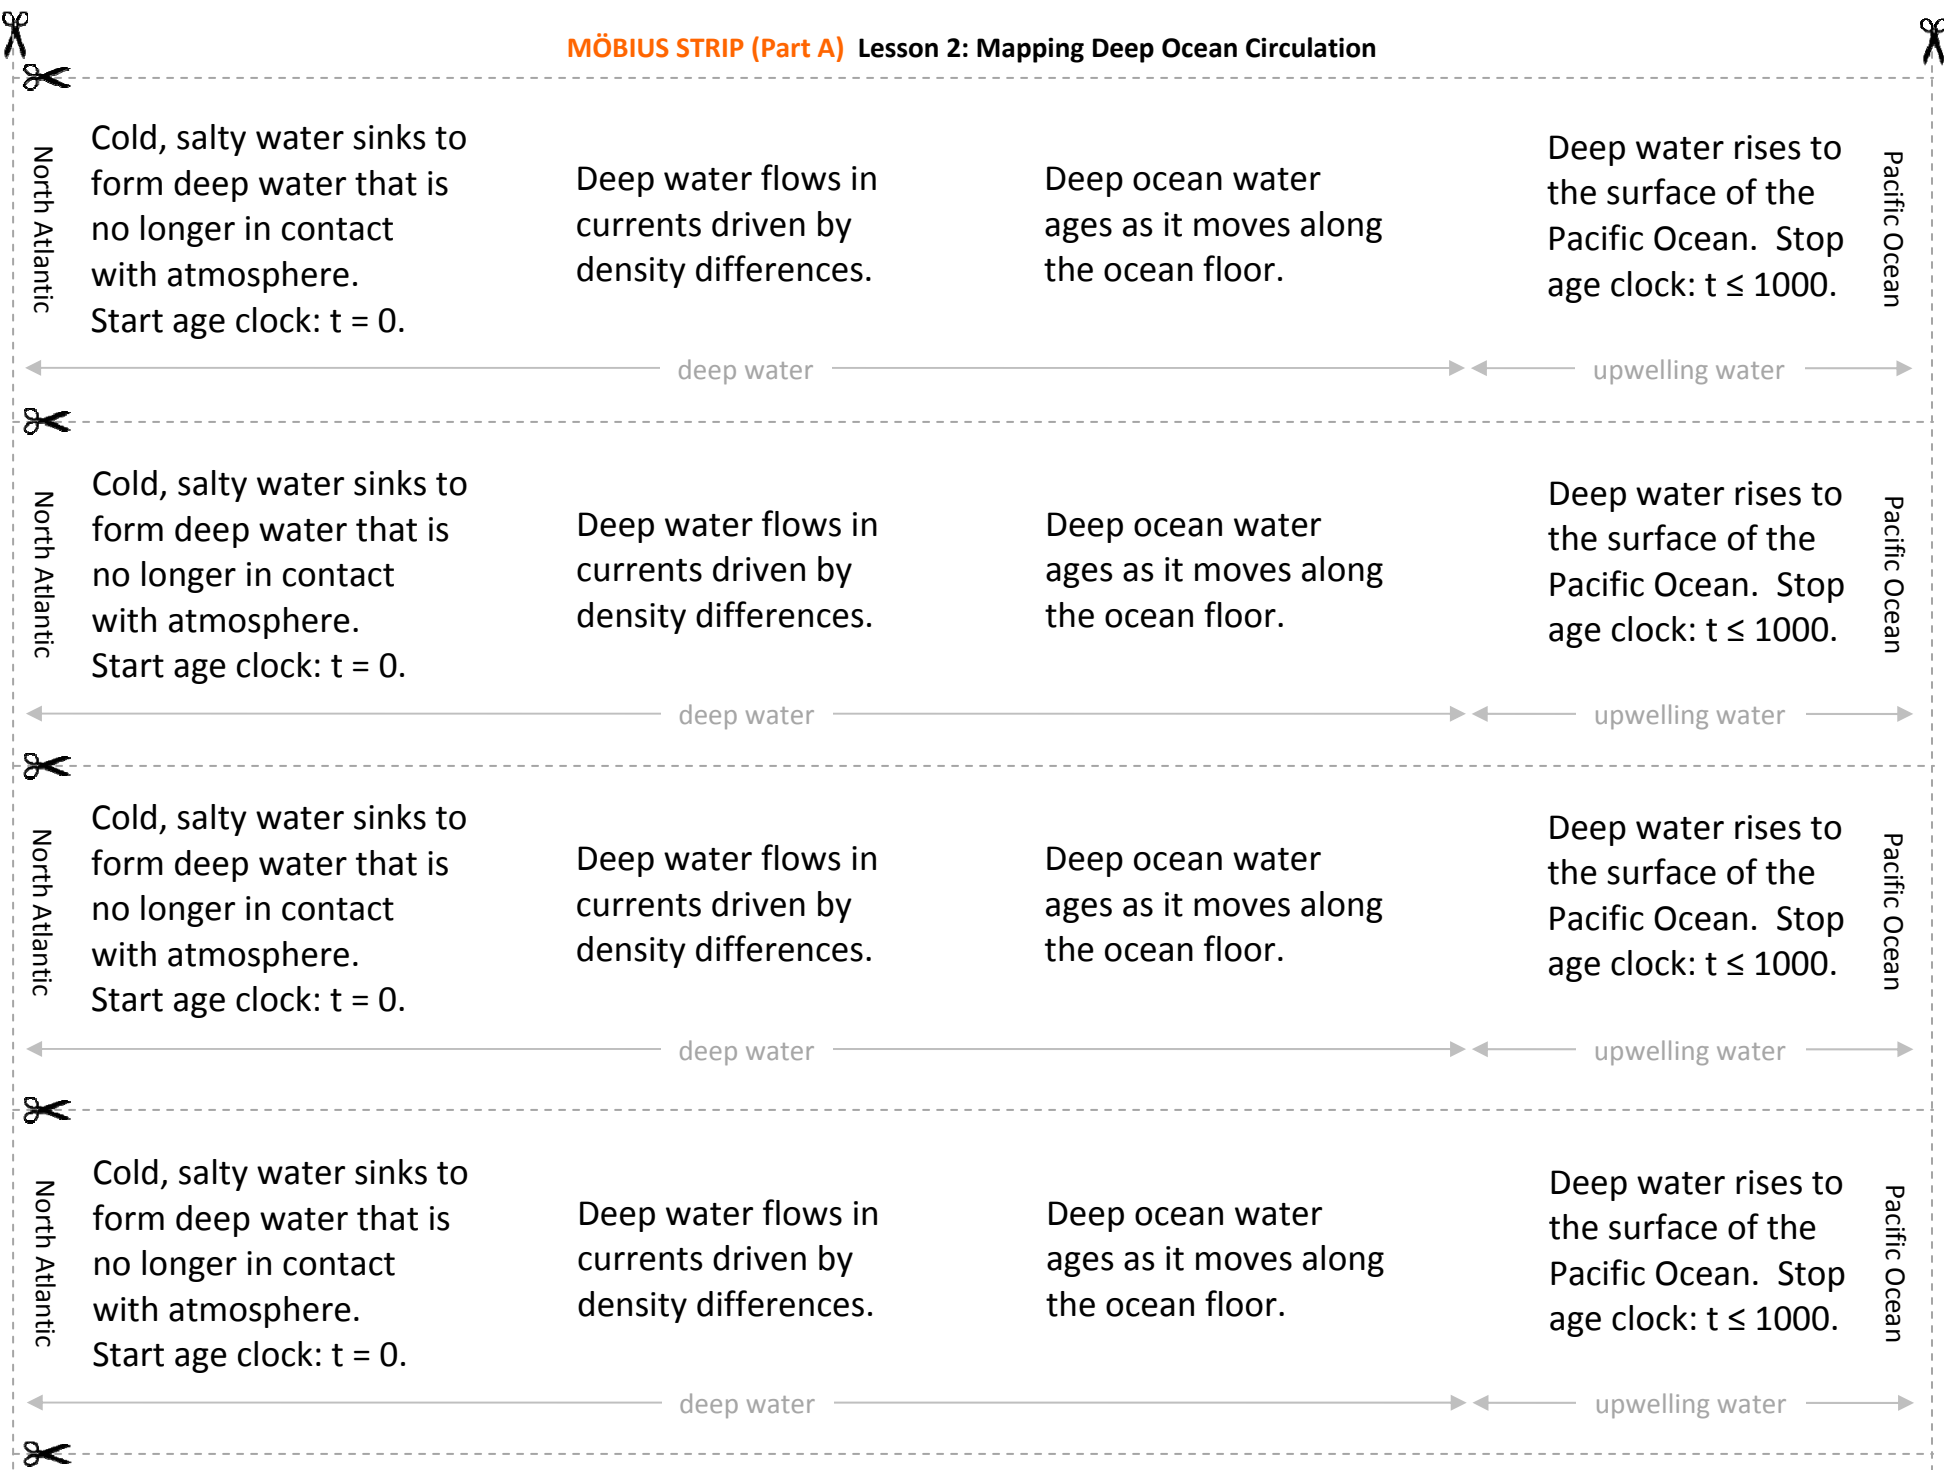 MÖBIUS STRIP (Part A) Lesson 2: Mapping Deep Ocean Circulation
North Atlantic
Cold, salty water sinks to
form deep water that is
no longer in contact
with atmosphere.
Start age clock: t = 0.
Deep water flows in
currents driven by
density differences.
Deep ocean water
ages as it moves along
the ocean floor.
Deep water rises to
the surface of the
Pacific Ocean. Stop
age clock: t ≤ 1000.
Pacific Ocean
deep water
upwelling water
North Atlantic
Cold, salty water sinks to
form deep water that is
no longer in contact
with atmosphere.
Start age clock: t = 0.
Deep water flows in
currents driven by
density differences.
Deep ocean water
ages as it moves along
the ocean floor.
Deep water rises to
the surface of the
Pacific Ocean. Stop
age clock: t ≤ 1000.
Pacific Ocean
deep water
upwelling water
North Atlantic
Cold, salty water sinks to
form deep water that is
no longer in contact
with atmosphere.
Start age clock: t = 0.
Deep water flows in
currents driven by
density differences.
Deep ocean water
ages as it moves along
the ocean floor.
Deep water rises to
the surface of the
Pacific Ocean. Stop
age clock: t ≤ 1000.
Pacific Ocean
deep water
upwelling water
North Atlantic
Cold, salty water sinks to
form deep water that is
no longer in contact
with atmosphere.
Start age clock: t = 0.
Deep water flows in
currents driven by
density differences.
Deep ocean water
ages as it moves along
the ocean floor.
Deep water rises to
the surface of the
Pacific Ocean. Stop
age clock: t ≤ 1000.
Pacific Ocean
deep water
upwelling water